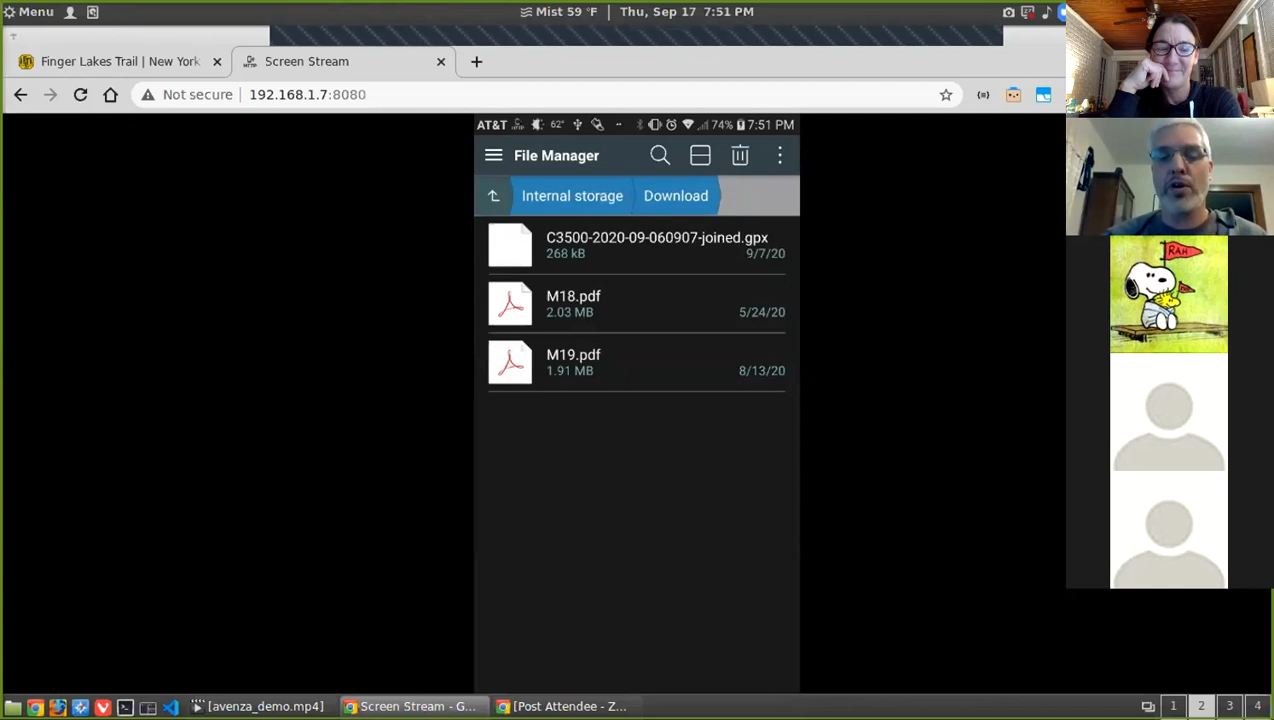 Menu
Mist 59 °F
Thu, Sep 17 7:51 PM
Finger Lakes Trail | New York
Screen Stream
Not secure
192.168.1.7:8080
AT&T 62° 74% 7:51 PM
File Manager
Internal storage
Download
C3500-2020-09-060907-joined.gpx
268 kB
9/7/20
M18.pdf
2.03 MB
5/24/20
M19.pdf
1.91 MB
8/13/20
RAH
[avenza_demo.mp4]
Screen Stream - G...
[Post Attendee - Z...
1
2
3
4